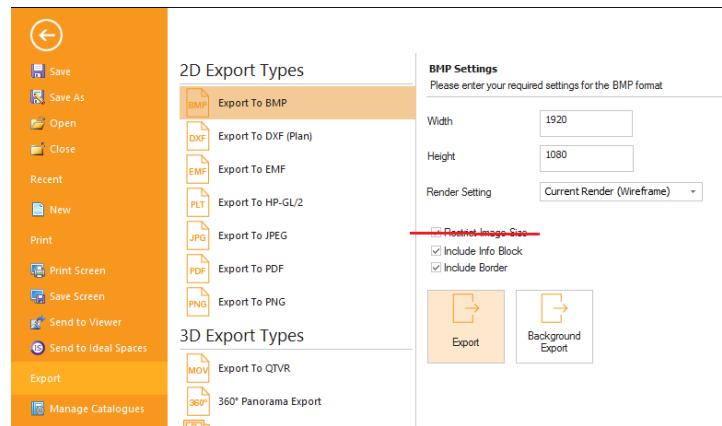 Save
Save As
Open
Close
Recent
New
Print
Print Screen
Save Screen
Send to Viewer
IS Send to Ideal Spaces
Export
Manage Catalogues
2D Export Types
BMP Export To BMP
DXF Export To DXF (Plan)
EMF Export To EMF
PLT Export To HP-GL/2
JPG Export To JPEG
PDF Export To PDF
PNG Export To PNG
3D Export Types
MOV Export To QTVR
360° 360° Panorama Export
BMP Settings
Please enter your required settings for the BMP format
Width 1920
Height 1080
Render Setting Current Render (Wireframe)
Restrict Image Size
Include Info Block
Include Border
Export
Background
Export